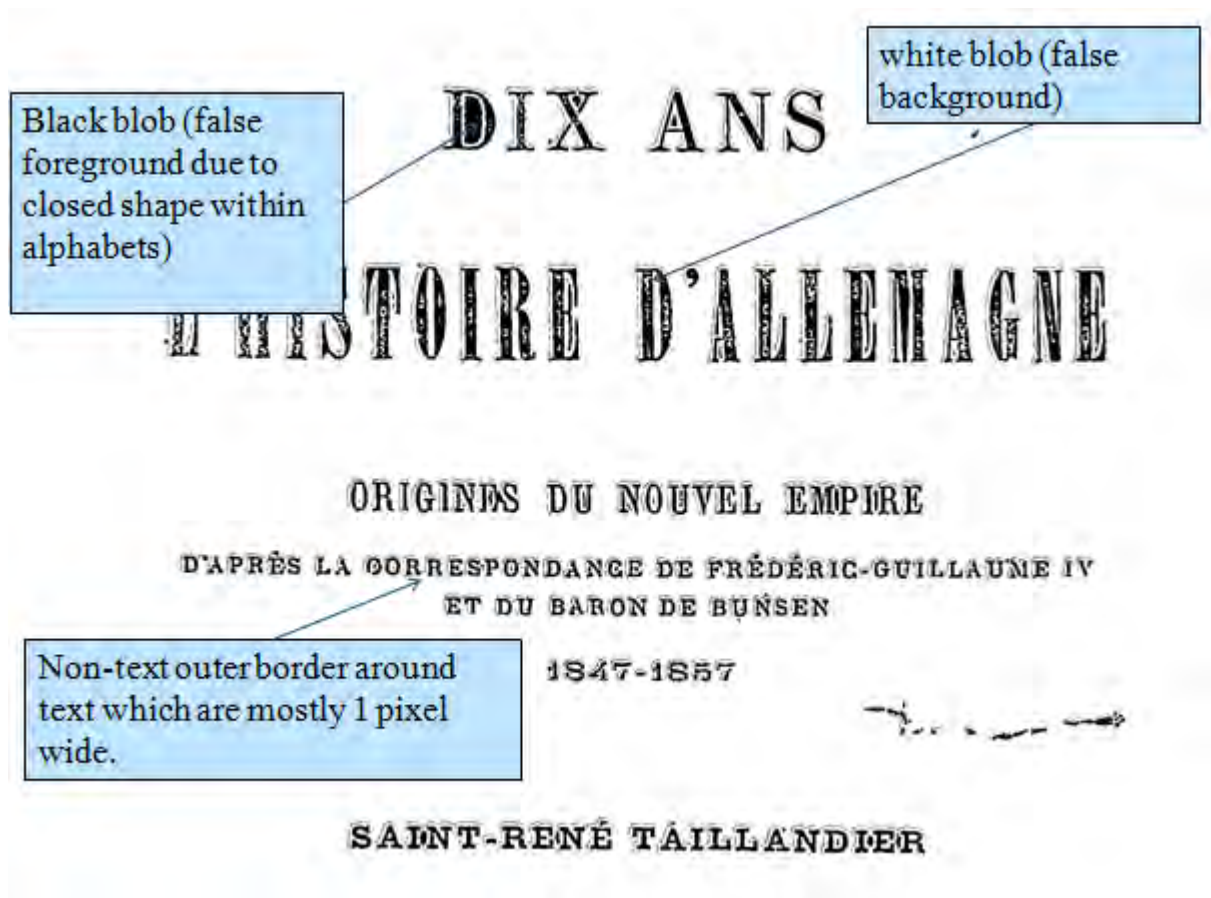 white blob (false
background)
DIX ANS
Black blob (false
foreground due to
closed shape within
alphabets)
D'HISTOIRE D'ALLEMAGNE
ORIGINES DU NOUVEL EMPIRE
D'APRÈS LA CORRESPONDANCE DE FRÉDÉRIC-GUILLAUME IV
ET DU BARON DE BUNSEN
Non-text outer border around
text which are mostly 1 pixel
wide.
1847-1857
SAINT-RENÉ TAILLANDIER